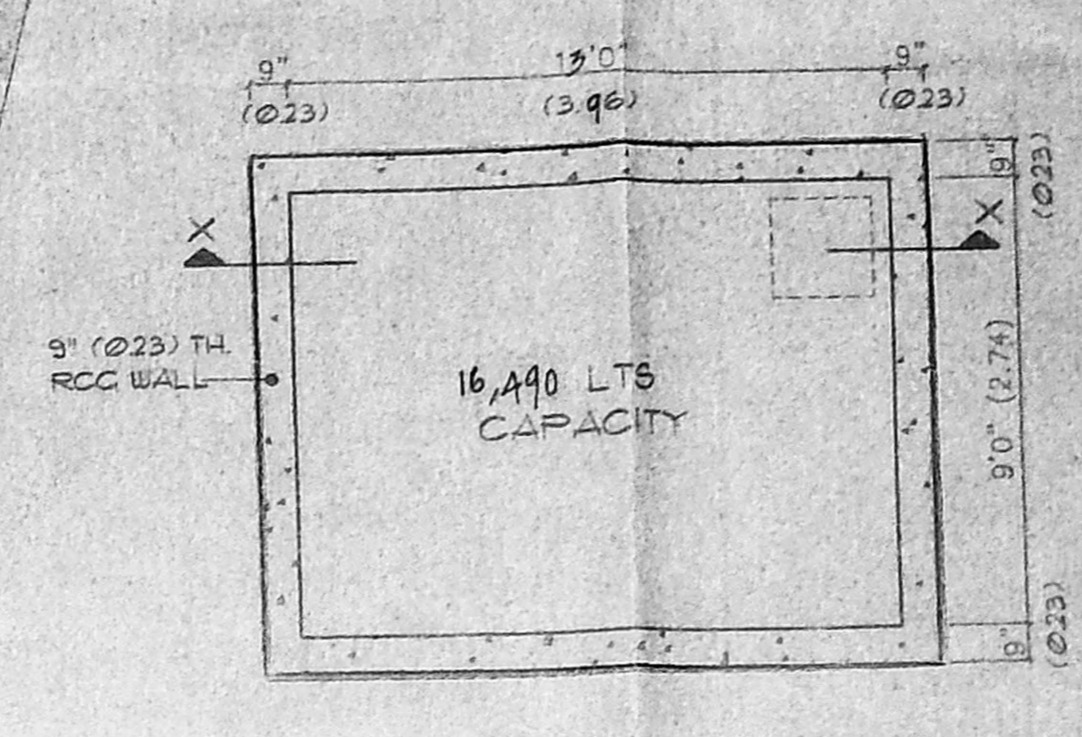 9" 13'0" 9"
(0.23) (3.96) (0.23)
9" (0.23)
X X
9" (0.23) TH.
RCC WALL
16,490 LTS
CAPACITY
9'0" (2.74)
9" (0.23)